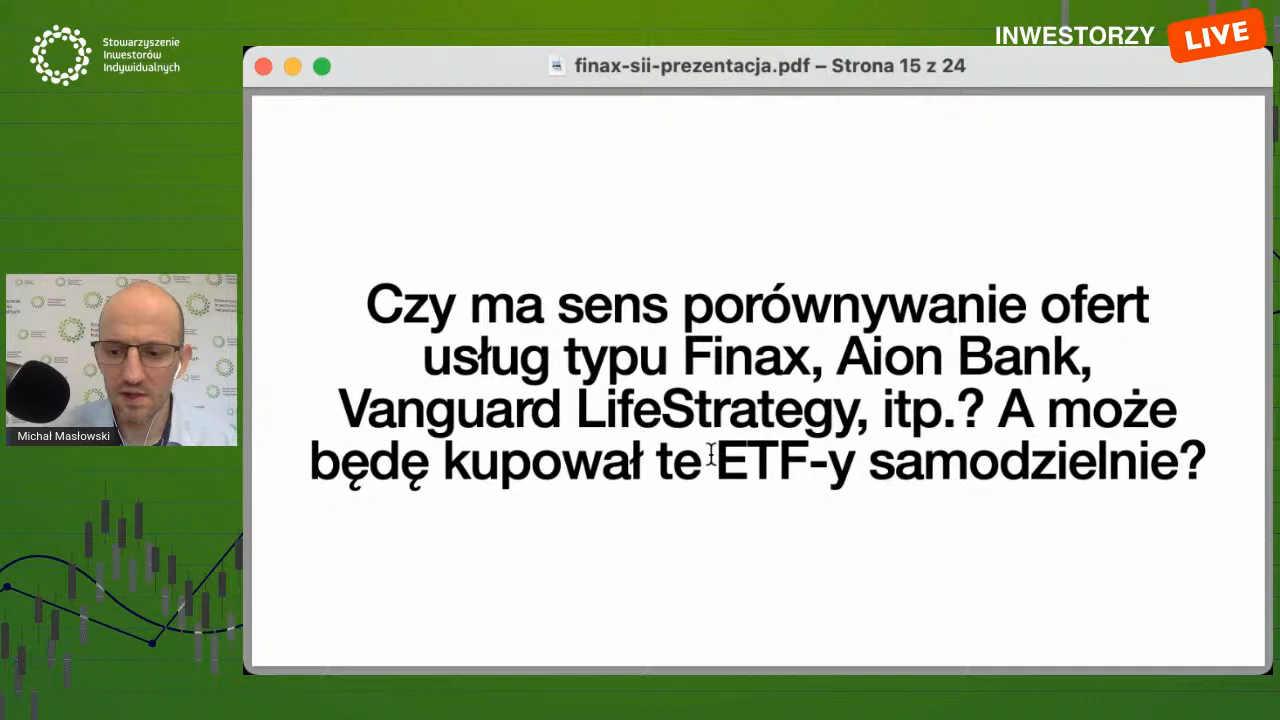 Stowarzyszenie
Inwestorów
Indywidualnych
INWESTORZY LIVE
finax-sii-prezentacja.pdf – Strona 15 z 24
Czy ma sens porównywanie ofert
usług typu Finax, Aion Bank,
Vanguard LifeStrategy, itp.? A może
będę kupował te ETF-y samodzielnie?
Michał Masłowski